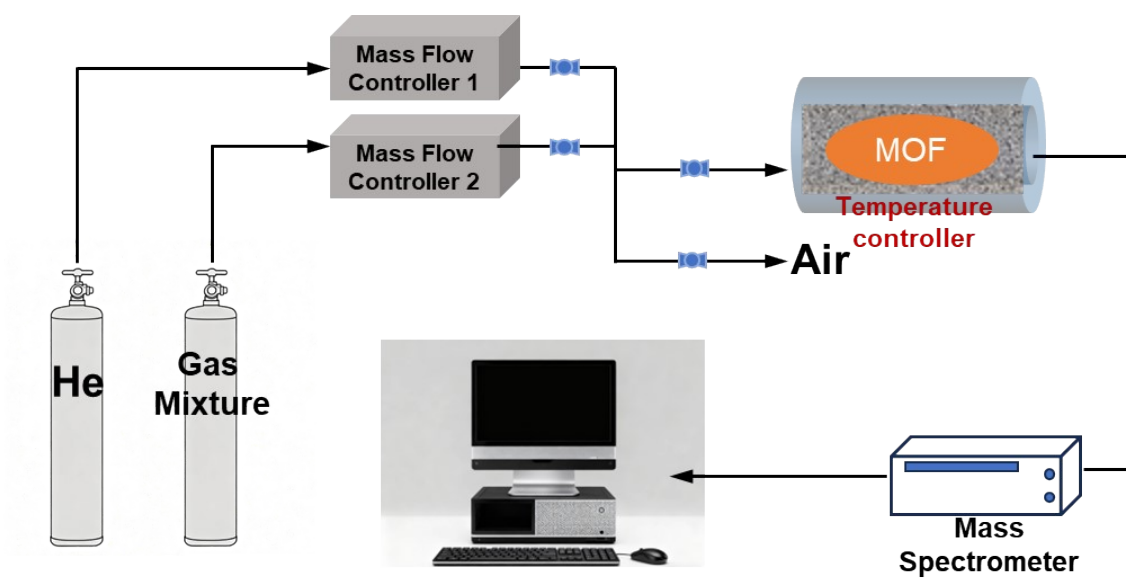 Mass Flow
Controller 1
Mass Flow
Controller 2
MOF
Temperature
controller
Air
He
Gas
Mixture
Mass
Spectrometer